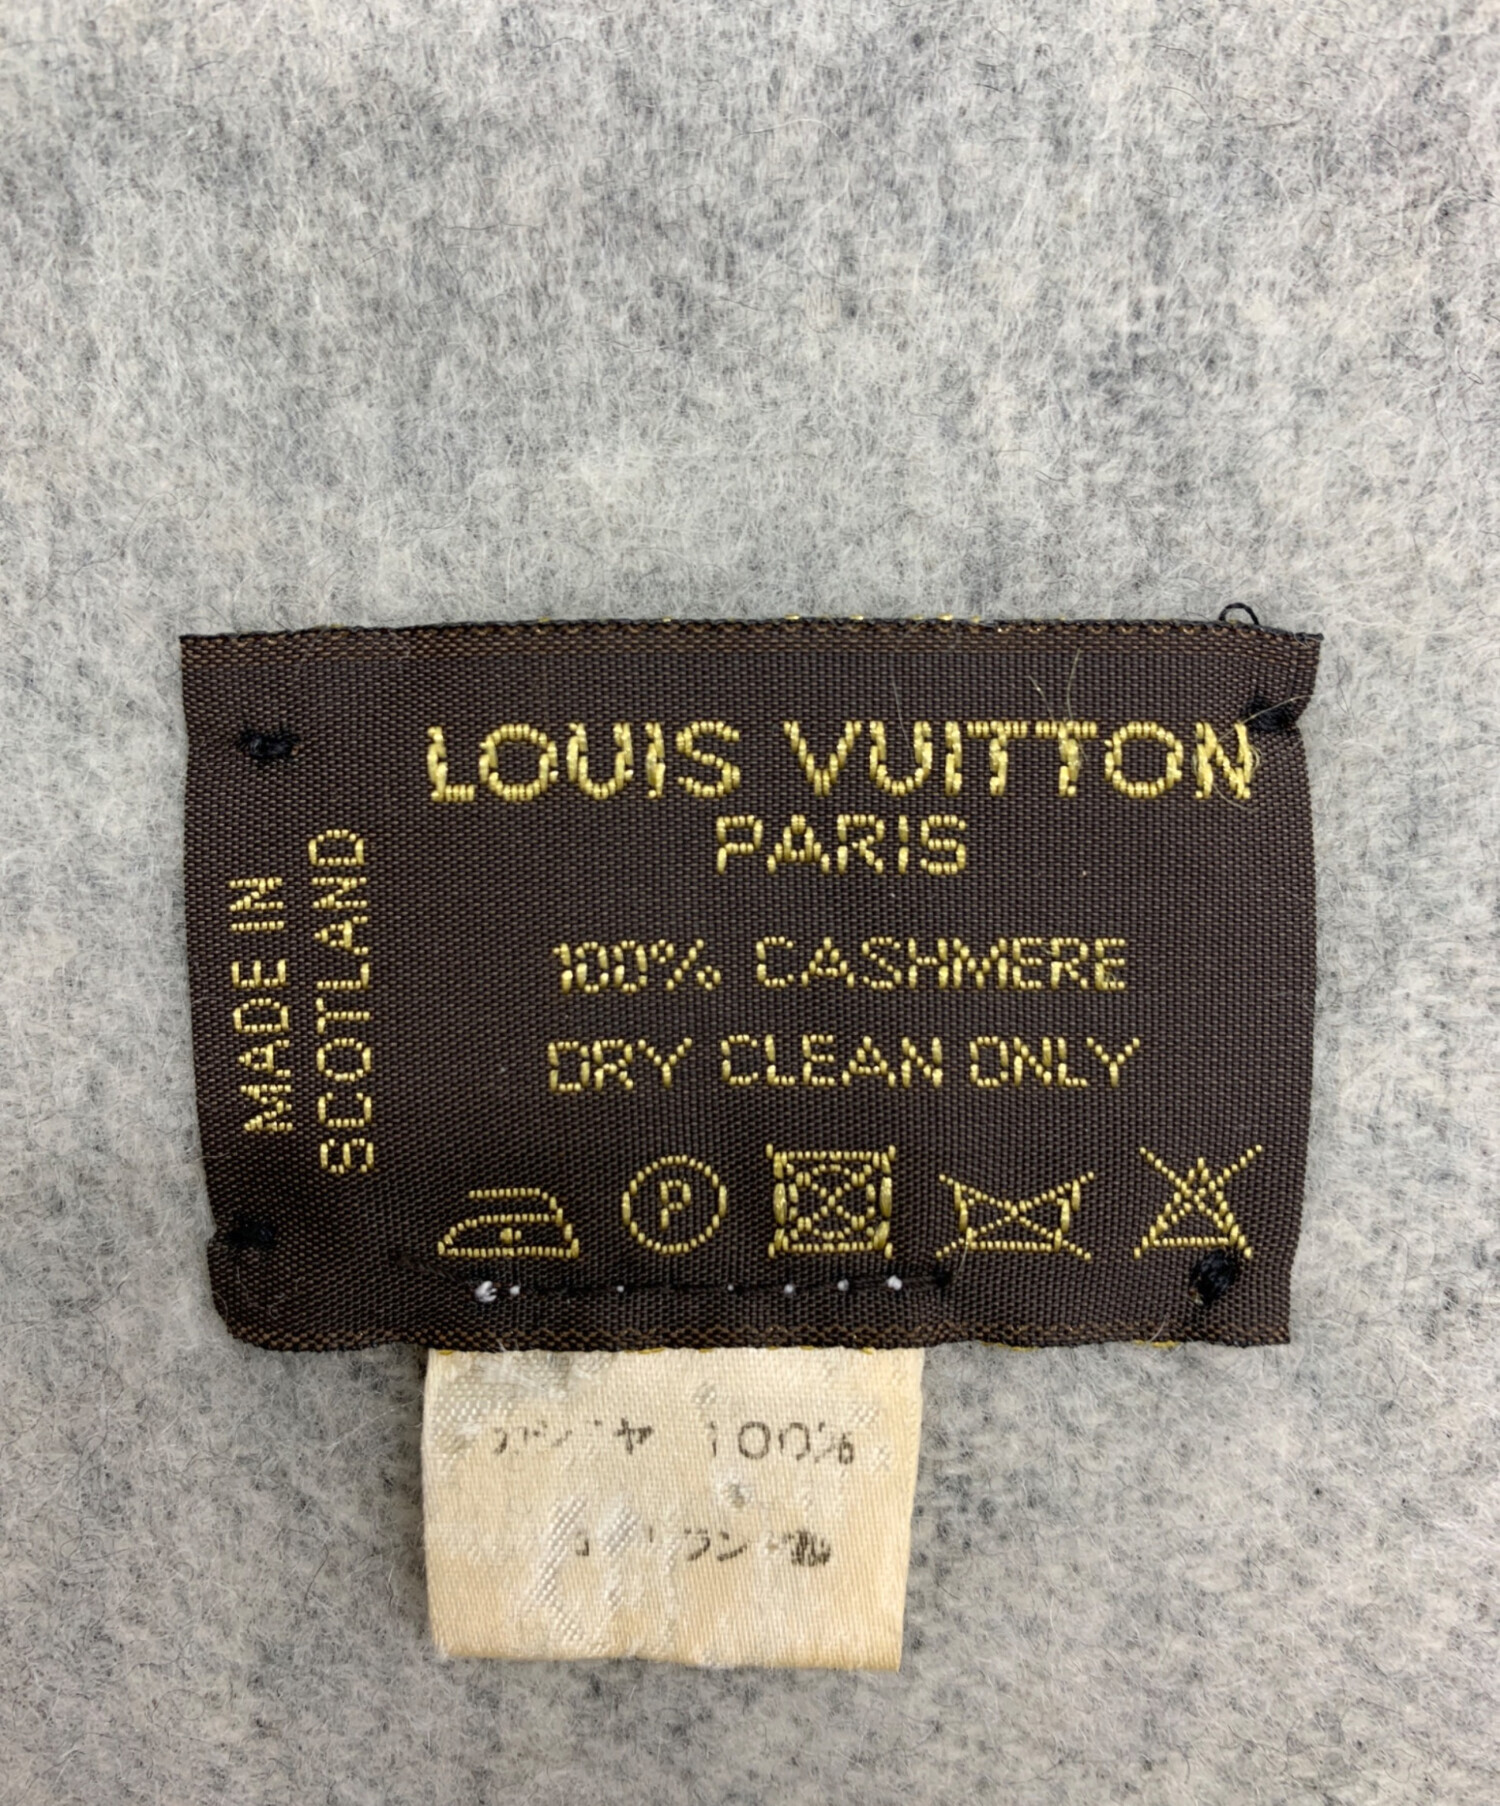 LOUIS VUITTON
PARIS
100% CASHMERE
DRY CLEAN ONLY
MADE IN
SCOTLAND
P
100%